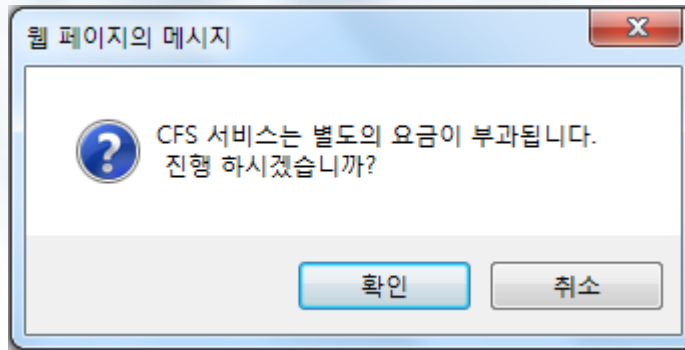 웹 페이지의 메시지
CFS 서비스는 별도의 요금이 부과됩니다.
진행 하시겠습니까?
확인
취소